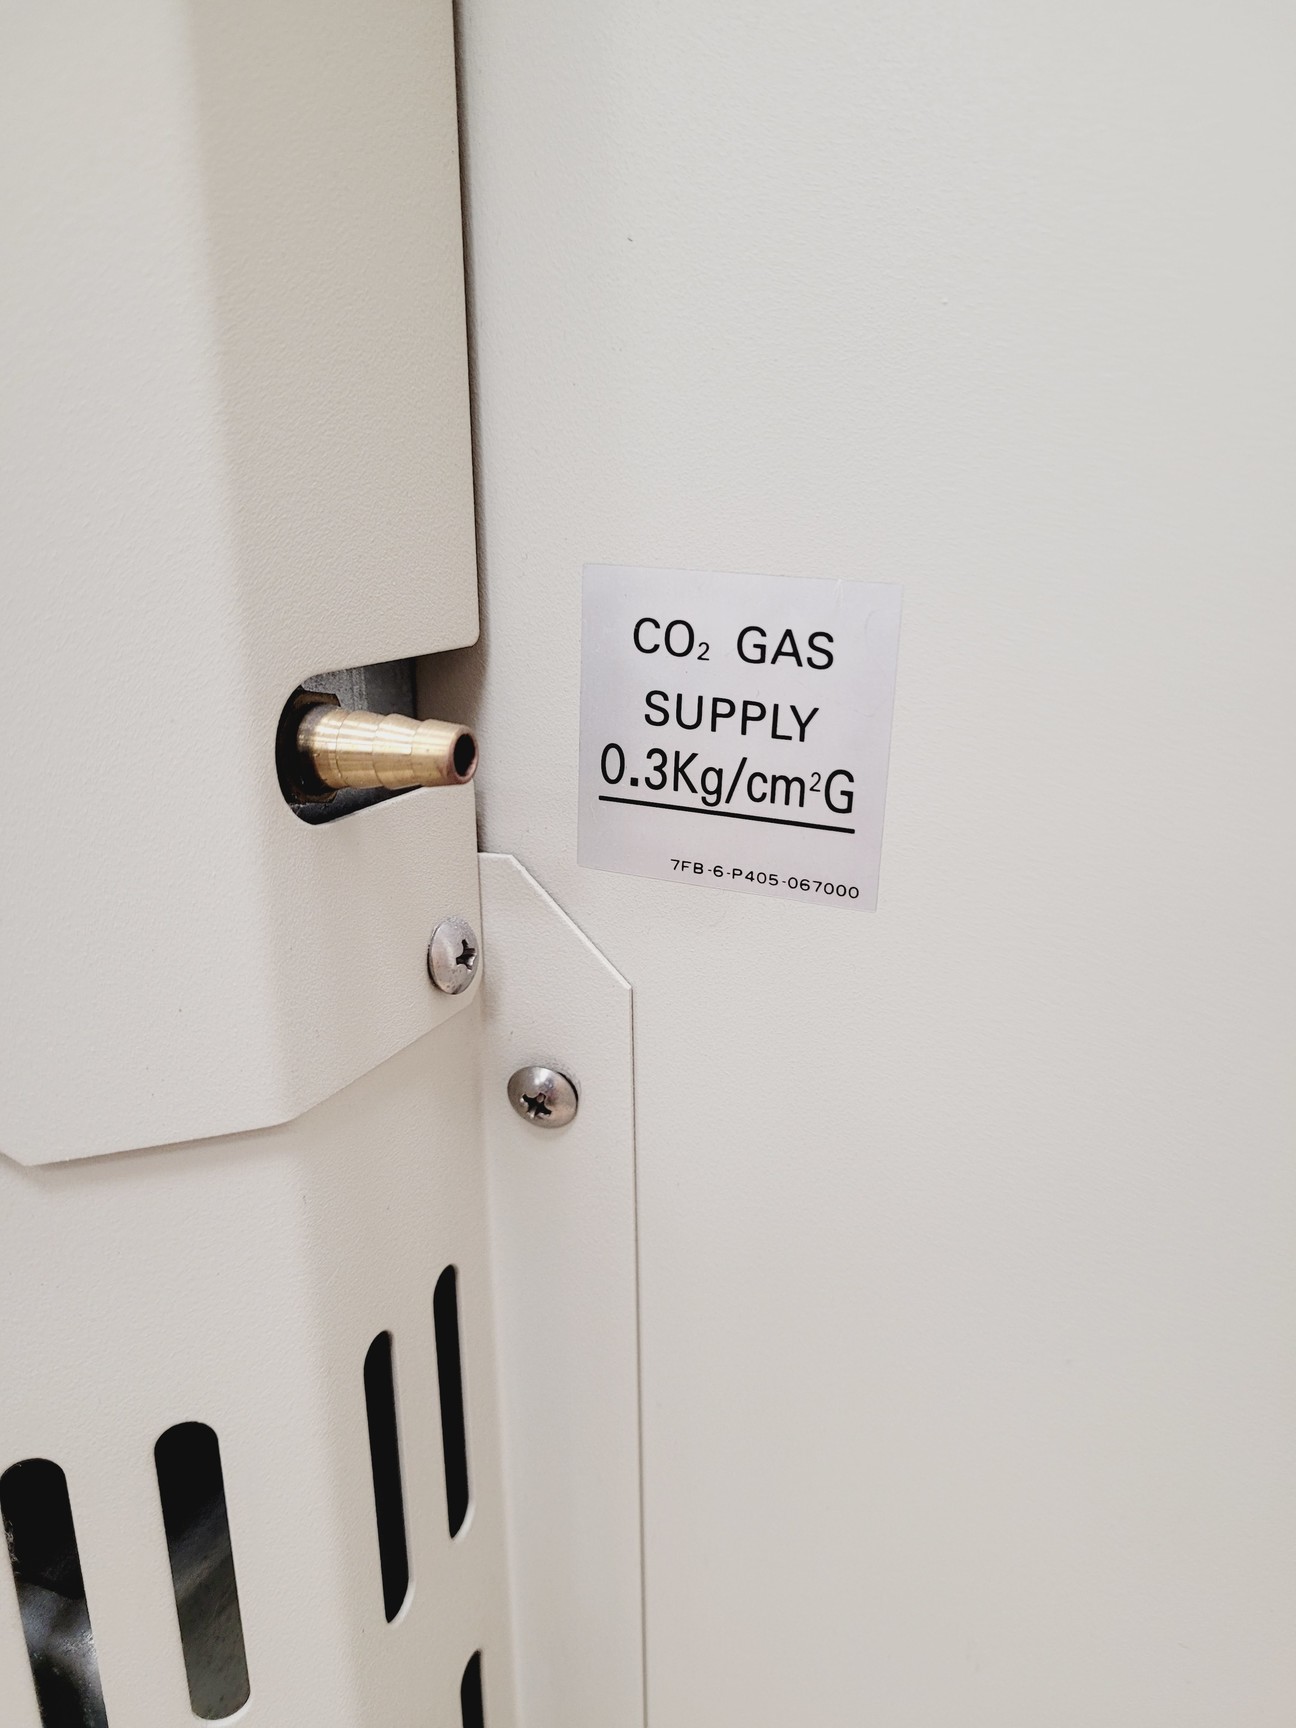 CO₂ GAS
SUPPLY
0.3Kg/cm²G
7FB-6-P405-067000